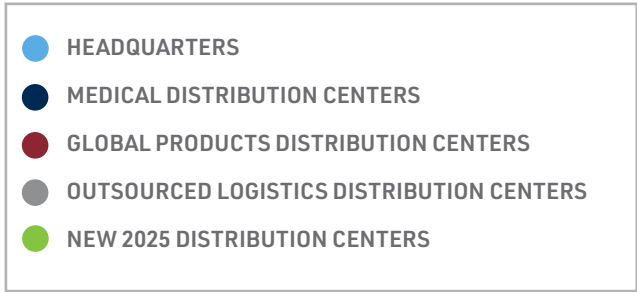 HEADQUARTERS
MEDICAL DISTRIBUTION CENTERS
GLOBAL PRODUCTS DISTRIBUTION CENTERS
OUTSOURCED LOGISTICS DISTRIBUTION CENTERS
NEW 2025 DISTRIBUTION CENTERS